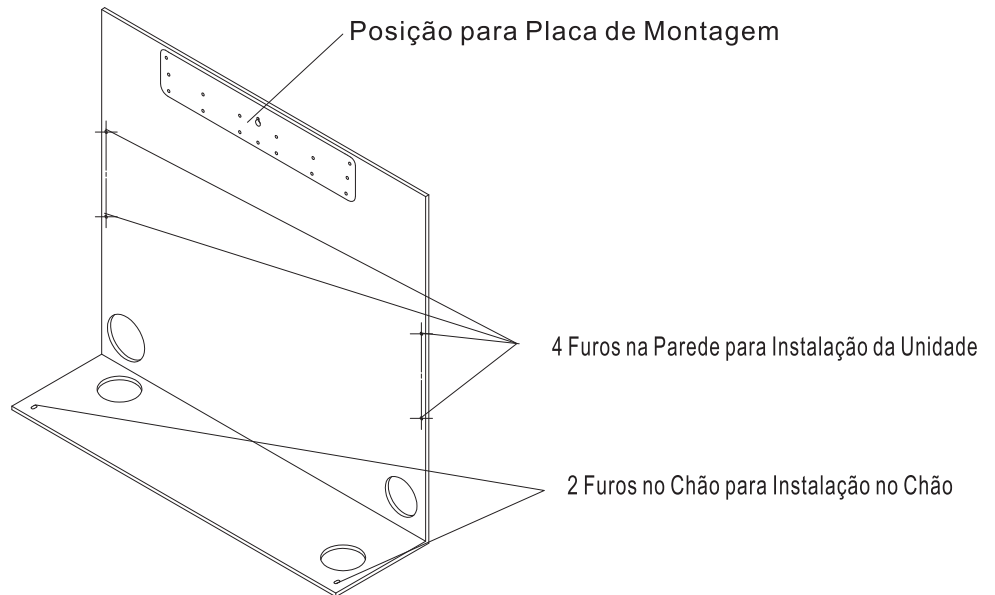 Posição para Placa de Montagem
4 Furos na Parede para Instalação da Unidade
2 Furos no Chão para Instalação no Chão